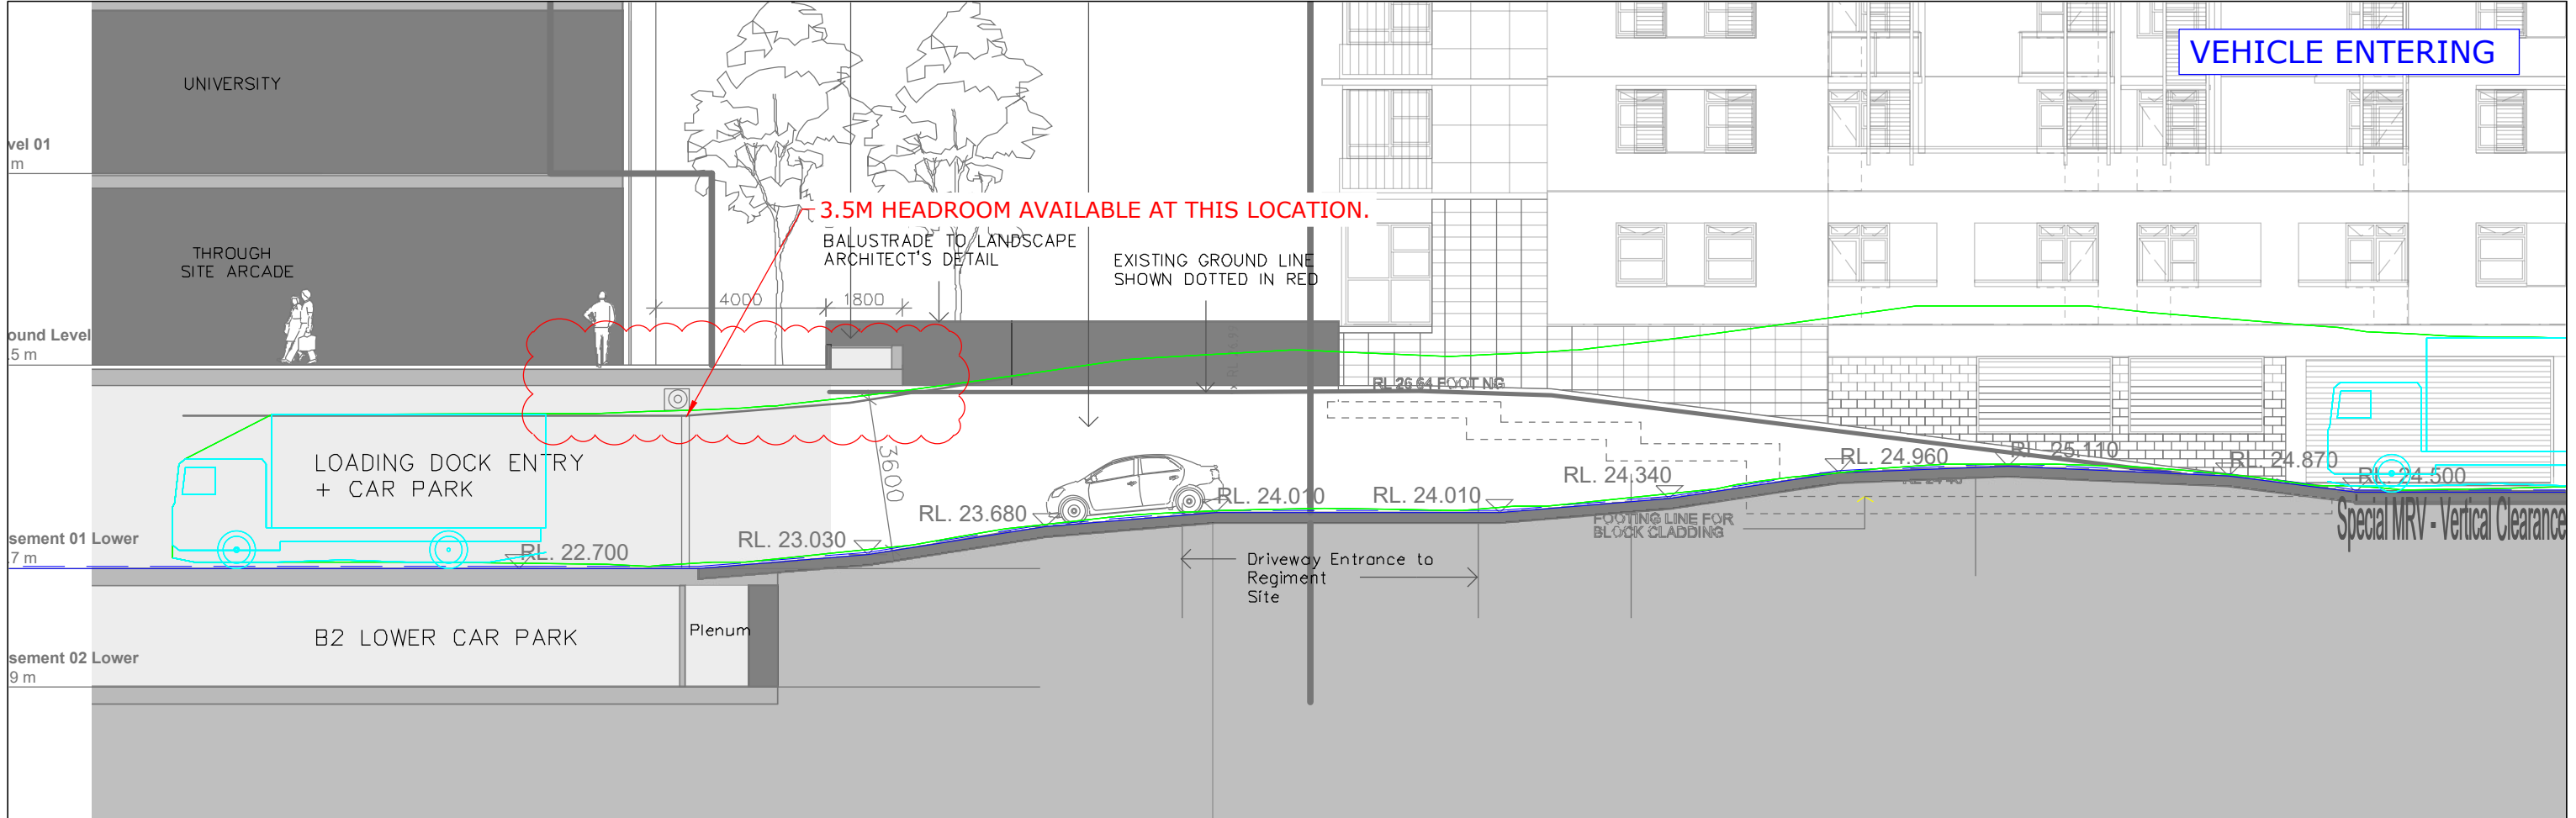 VEHICLE ENTERING
UNIVERSITY
vel 01
m
3.5M HEADROOM AVAILABLE AT THIS LOCATION.
BALUSTRADE TO LANDSCAPE
ARCHITECT'S DETAIL
THROUGH
SITE ARCADE
EXISTING GROUND LINE
SHOWN DOTTED IN RED
4000
1800
ound Level
.5 m
RL 26.64 FOOTING
3600
LOADING DOCK ENTRY
+ CAR PARK
RL. 22.700
RL. 23.030
RL. 23.680
RL. 24.010
RL. 24.010
RL. 24.340
RL. 24.960
RL. 25.110
RL. 24.870
RL. 24.500
FOOTING LINE FOR
BLOCK CLADDING
Special MRV - Vertical Clearance
sement 01 Lower
.7 m
Driveway Entrance to
Regiment
Site
B2 LOWER CAR PARK
Plenum
sement 02 Lower
9 m